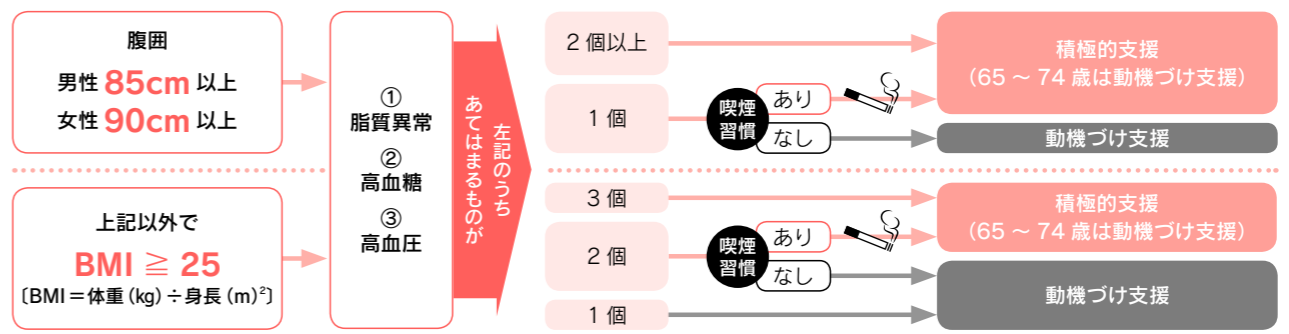 腹囲
男性 85cm 以上
女性 90cm 以上
上記以外で
BMI ≧ 25
〔BMI＝体重（kg）÷身長（m）²〕
①
脂質異常
②
高血糖
③
高血圧
左記のうち
あてはまるものが
2 個以上
1 個
喫煙
習慣
あり
なし
積極的支援
（65 ～ 74 歳は動機づけ支援）
動機づけ支援
3 個
2 個
1 個
喫煙
習慣
あり
なし
積極的支援
（65 ～ 74 歳は動機づけ支援）
動機づけ支援